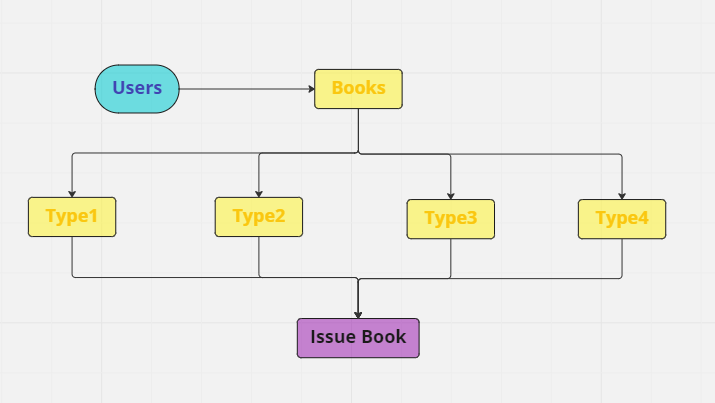 Users
Books
Type1
Type2
Type3
Type4
Issue Book